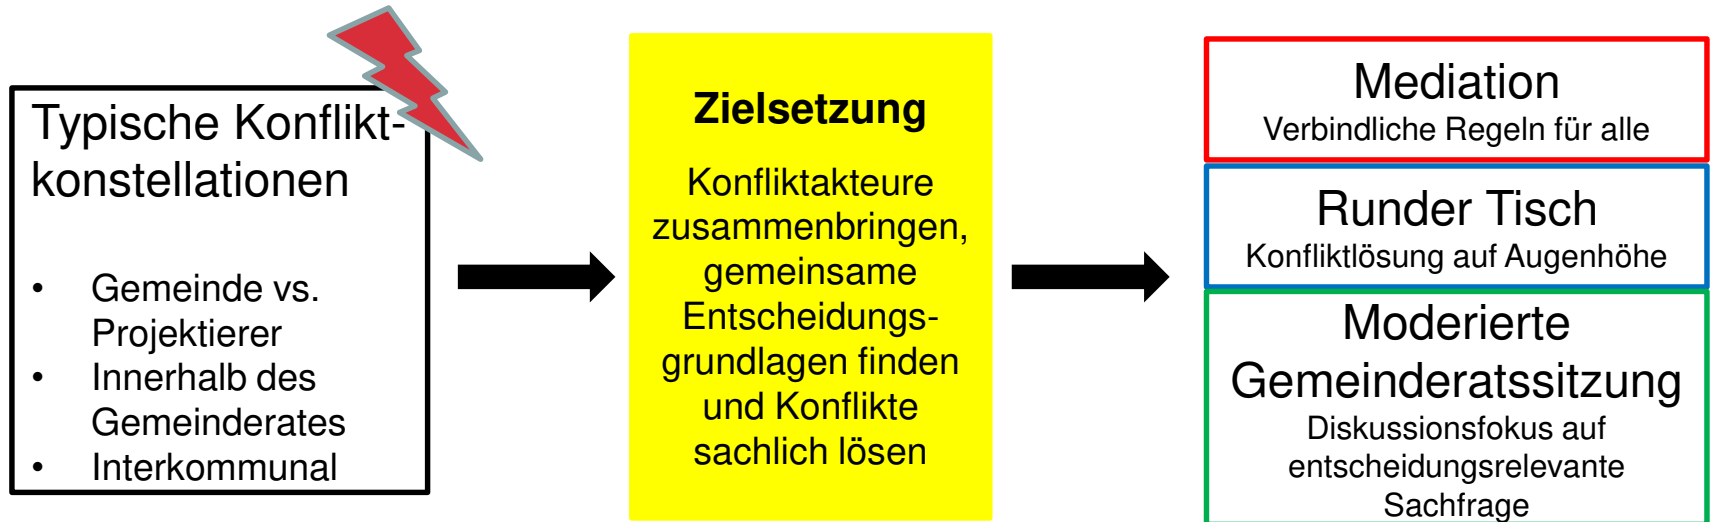 Typische Konflikt-
konstellationen
• Gemeinde vs.
Projektierer
• Innerhalb des
Gemeinderates
• Interkommunal
Zielsetzung
Konfliktakteure
zusammenbringen,
gemeinsame
Entscheidungs-
grundlagen finden
und Konflikte
sachlich lösen
Mediation
Verbindliche Regeln für alle
Runder Tisch
Konfliktlösung auf Augenhöhe
Moderierte
Gemeinderatssitzung
Diskussionsfokus auf
entscheidungsrelevante
Sachfrage